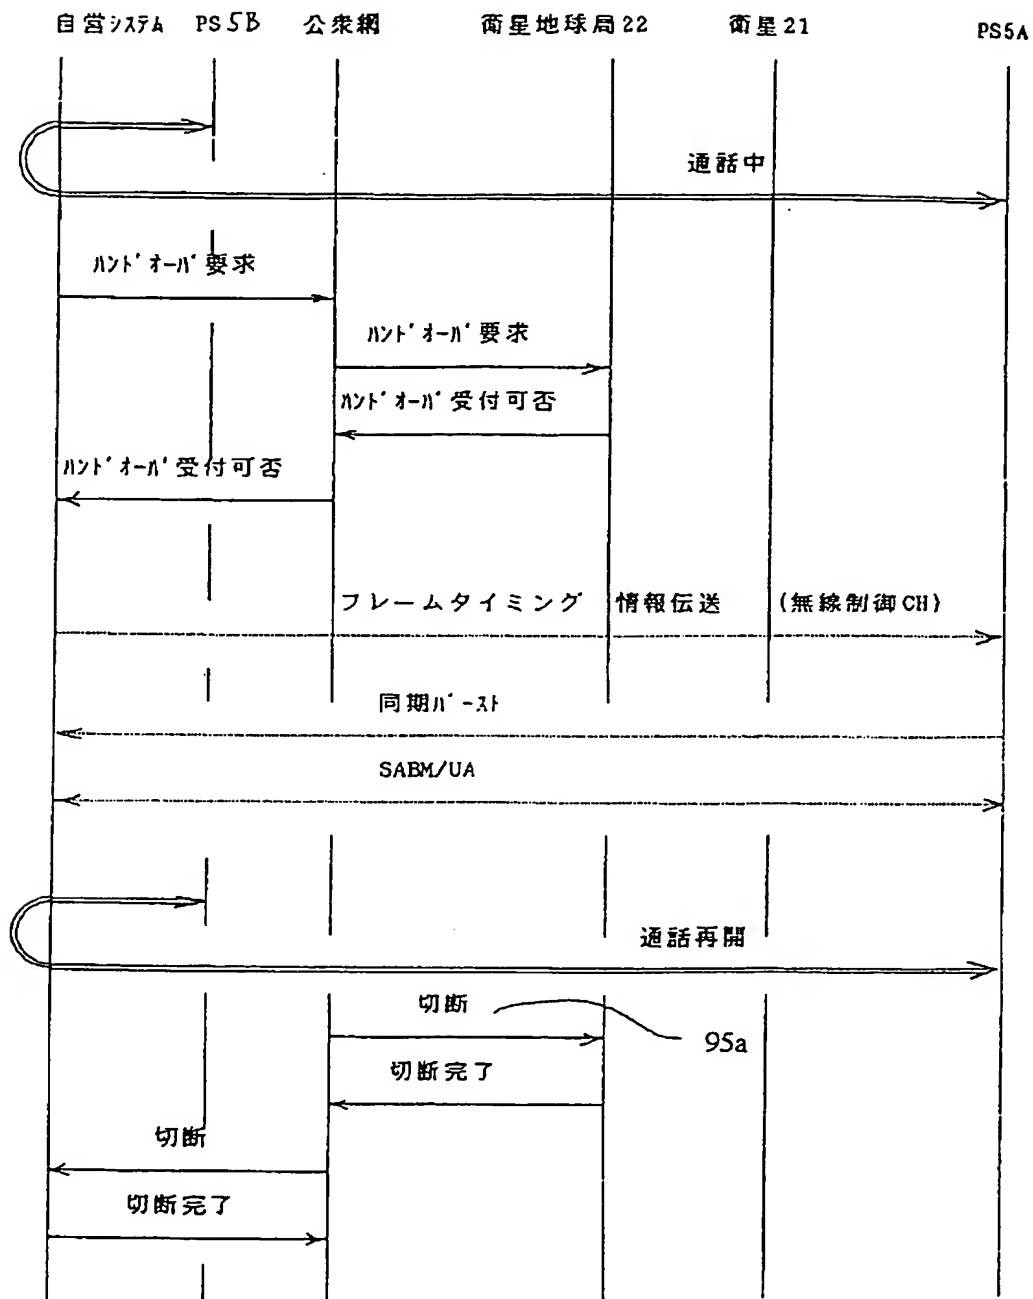 自営システム PS5B 公衆網 衛星地球局22 衛星21 PS5A
通話中
ハンドオーバ要求
ハンドオーバ要求
ハンドオーバ受付可否
ハンドオーバ受付可否
フレームタイミング 情報伝送 (無線制御CH)
同期バースト
SABM/UA
通話再開
切断
95a
切断完了
切断
切断完了